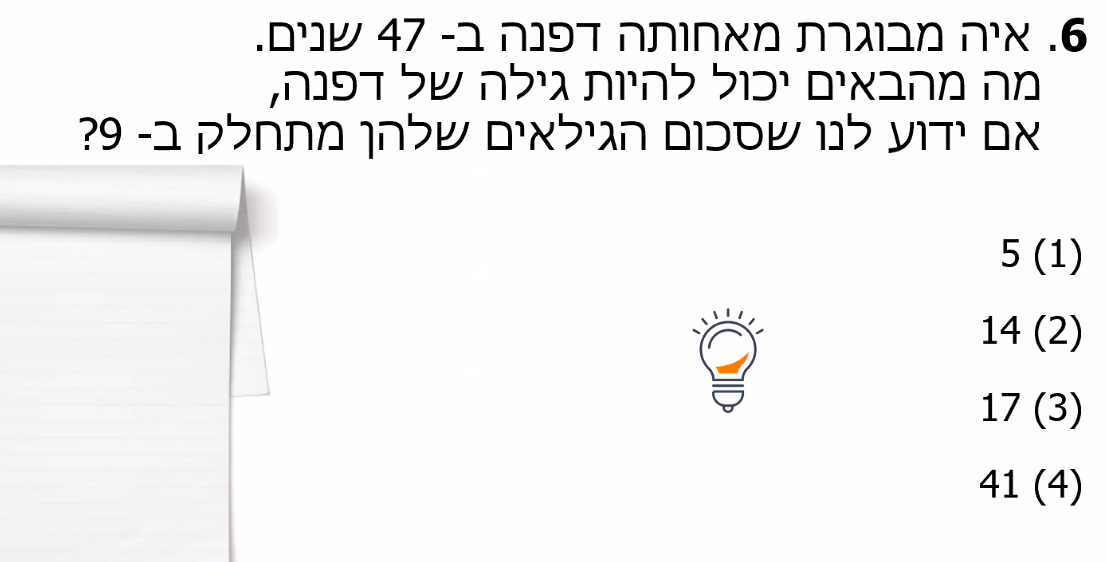 6. איה מבוגרת מאחותה דפנה ב- 47 שנים.
מה מהבאים יכול להיות גילה של דפנה,
אם ידוע לנו שסכום הגילאים שלהן מתחלק ב- 9?
(1) 5
(2) 14
(3) 17
(4) 41